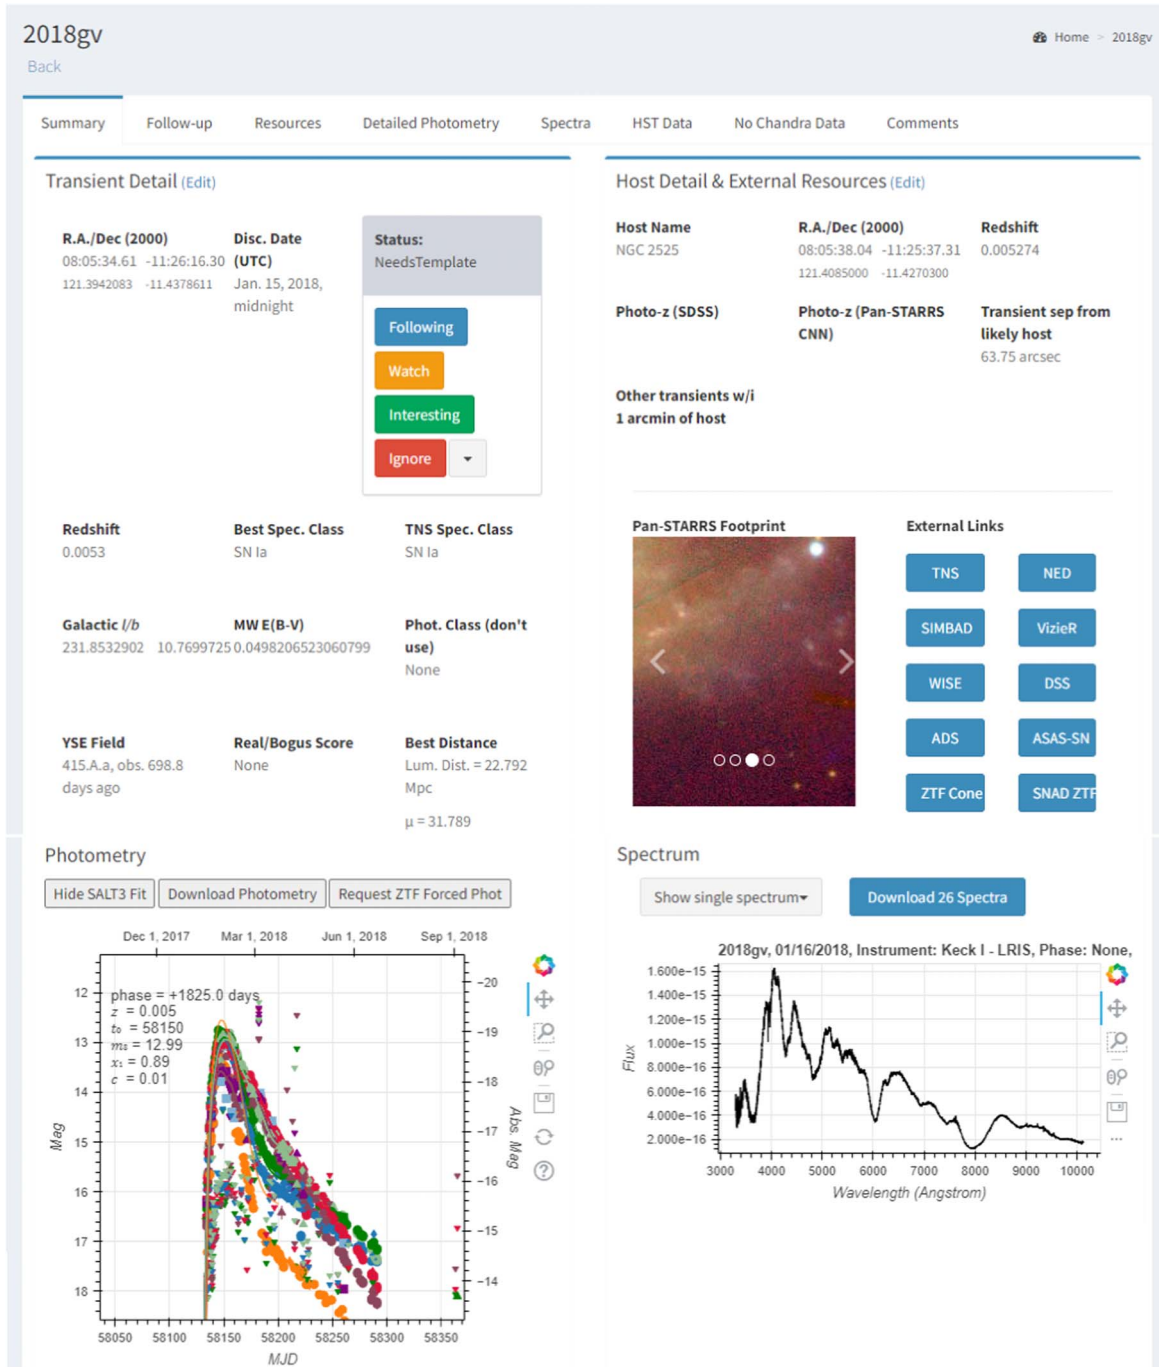 2018gv
Home > 2018gv
Back
Summary Follow-up Resources Detailed Photometry Spectra HST Data No Chandra Data Comments
Transient Detail (Edit)
R.A./Dec (2000)
08:05:34.61 -11:26:16.30
121.3942083 -11.4378611
Disc. Date
(UTC)
Jan. 15, 2018,
midnight
Status:
NeedsTemplate
Following
Watch
Interesting
Ignore
Redshift
0.0053
Best Spec. Class
SN Ia
TNS Spec. Class
SN Ia
Galactic l/b
231.8532902 10.7699725
MW E(B-V)
0.0498206523060799
Phot. Class (don't
use)
None
YSE Field
415.A.a, obs. 698.8
days ago
Real/Bogus Score
None
Best Distance
Lum. Dist. = 22.792
Mpc
μ = 31.789
Host Detail & External Resources (Edit)
Host Name
NGC 2525
R.A./Dec (2000)
08:05:38.04 -11:25:37.31
121.4085000 -11.4270300
Redshift
0.005274
Photo-z (SDSS)
Photo-z (Pan-STARRS
CNN)
Transient sep from
likely host
63.75 arcsec
Other transients w/i
1 arcmin of host
Pan-STARRS Footprint
External Links
TNS NED
SIMBAD VizieR
WISE DSS
ADS ASAS-SN
ZTF Cone SNAD ZTF
Photometry
Hide SALT3 Fit Download Photometry Request ZTF Forced Phot
Dec 1, 2017 Mar 1, 2018 Jun 1, 2018 Sep 1, 2018
phase = +1825.0 days
z = 0.005
t₀ = 58150
mB = 12.99
x₁ = 0.89
c = 0.01
12
13
14
15
16
17
18
Mag
-20
-19
-18
-17
-16
-15
-14
Abs. Mag
58050 58100 58150 58200 58250 58300 58350
MJD
Spectrum
Show single spectrum Download 26 Spectra
2018gv, 01/16/2018, Instrument: Keck I - LRIS, Phase: None,
1.600e-15
1.400e-15
1.200e-15
1.000e-15
8.000e-16
6.000e-16
4.000e-16
2.000e-16
Flux
3000 4000 5000 6000 7000 8000 9000 10000
Wavelength (Angstrom)